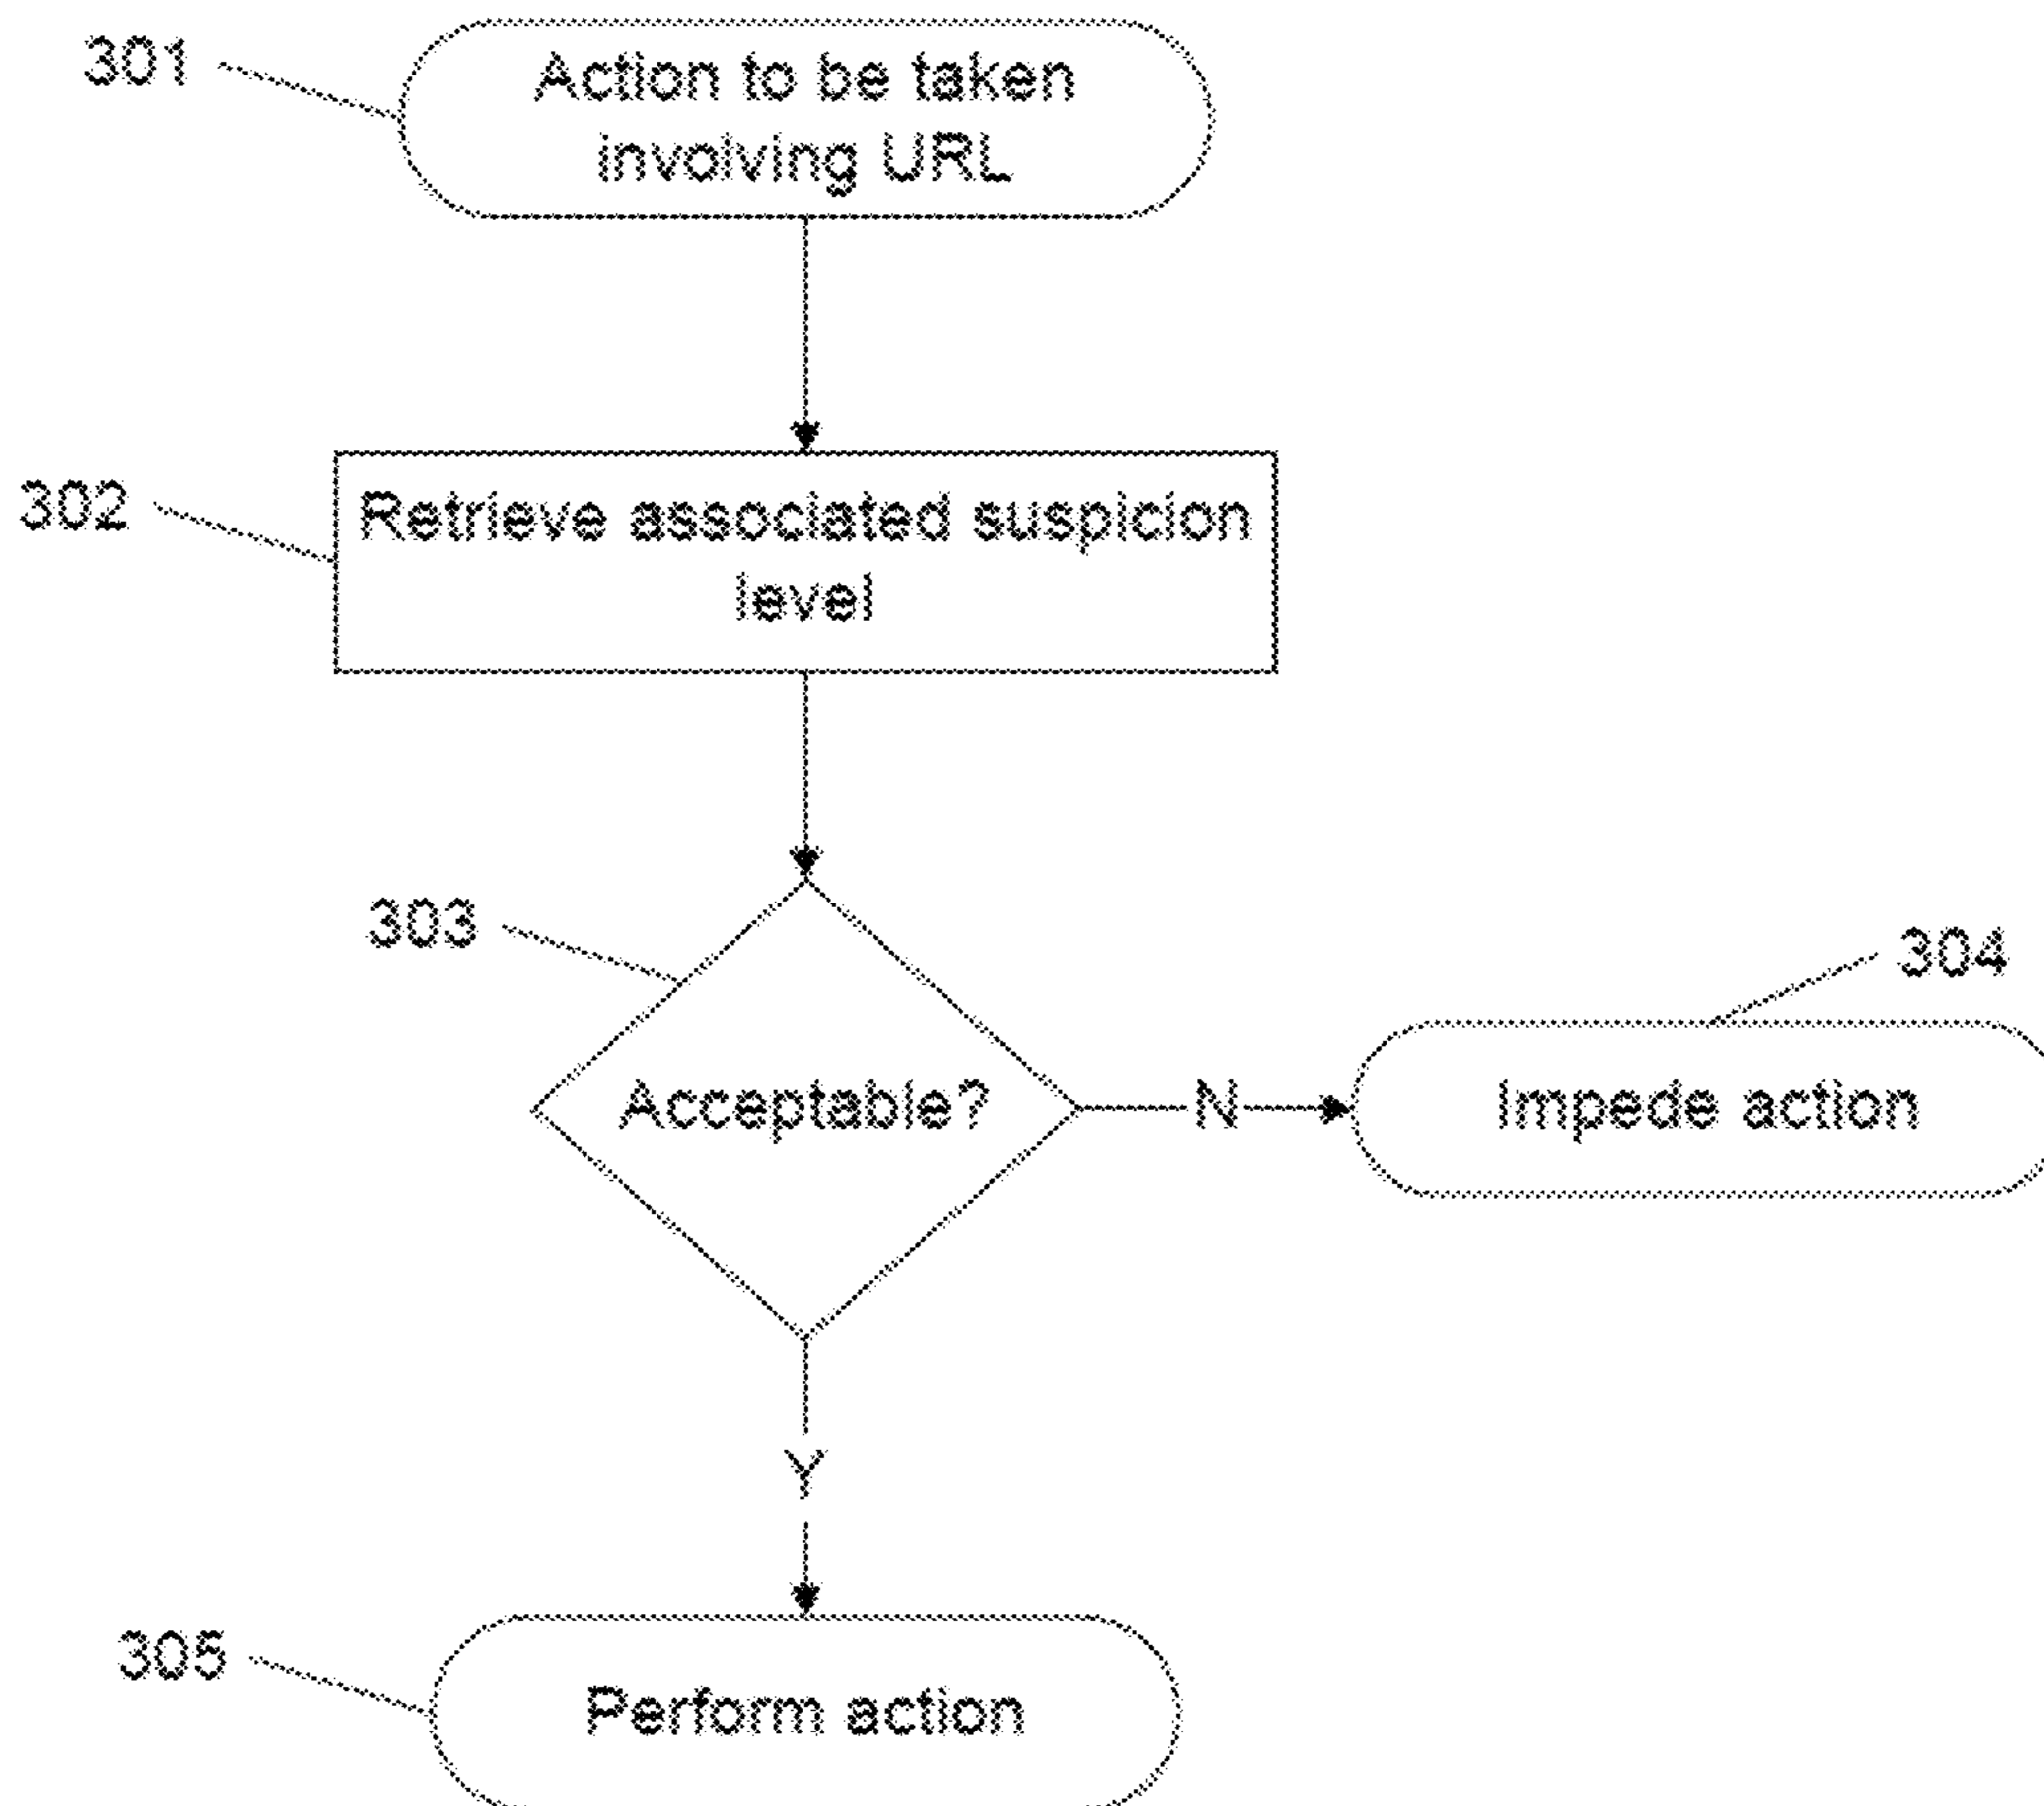 301
Action to be taken
involving URL
302
Retrieve associated suspicion
level
303
Acceptable?
N
304
Impede action
Y
305
Perform action